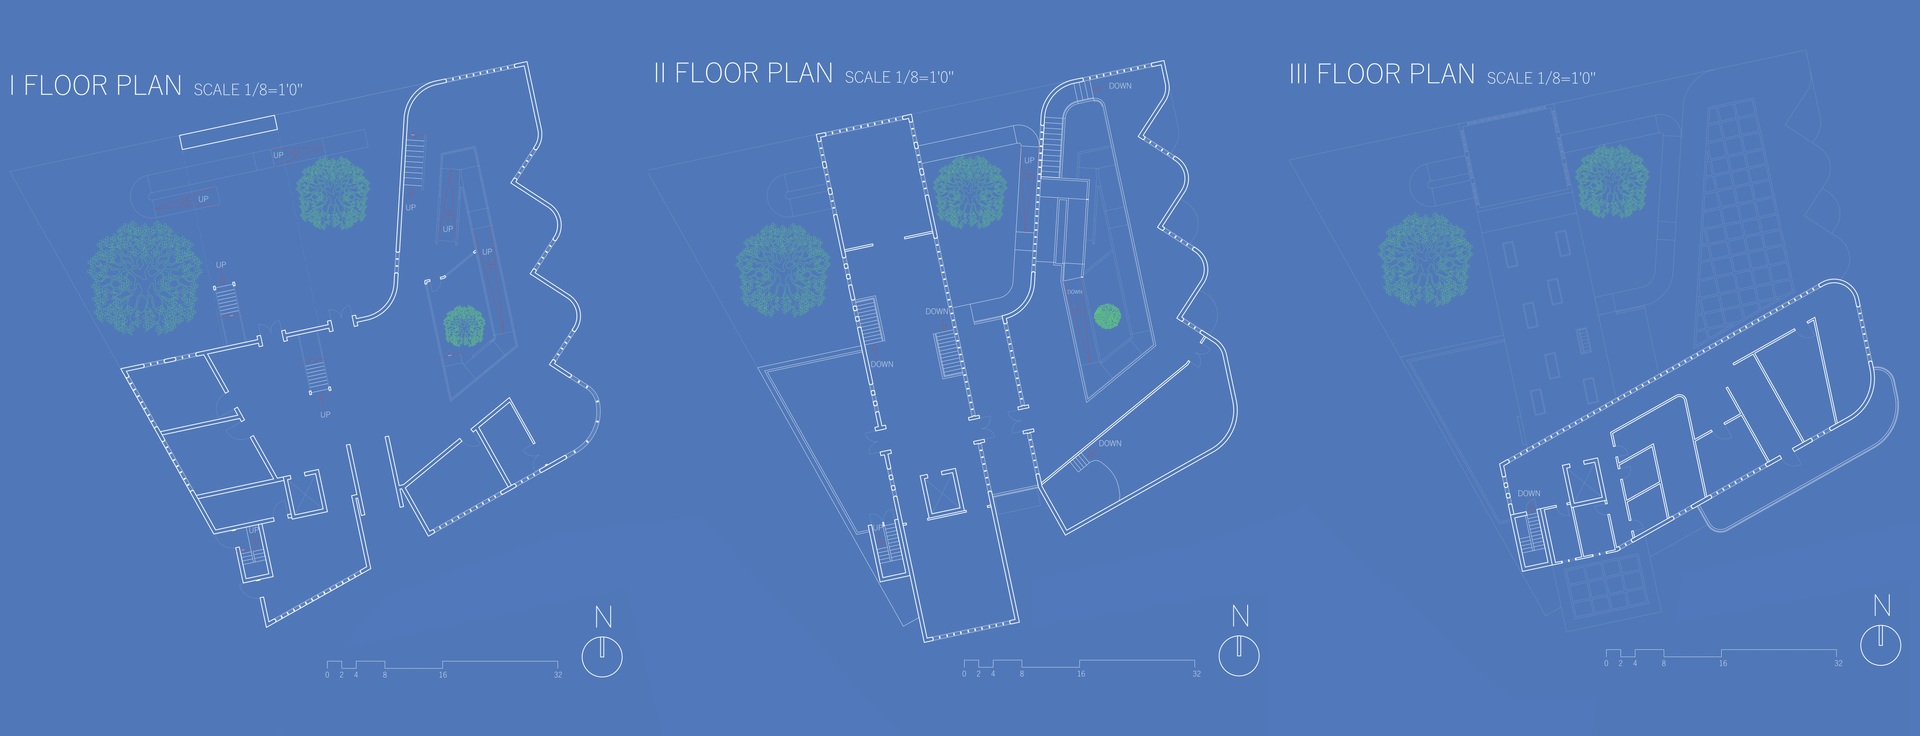 I FLOOR PLAN SCALE 1/8=1'0"
UP
UP
UP
UP
UP
UP
UP
UP
N
0 2 4 8 16 32
II FLOOR PLAN SCALE 1/8=1'0"
DOWN
UP
DOWN
DOWN
DOWN
DOWN
UP
N
0 2 4 8 16 32
III FLOOR PLAN SCALE 1/8=1'0"
DOWN
N
0 2 4 8 16 32